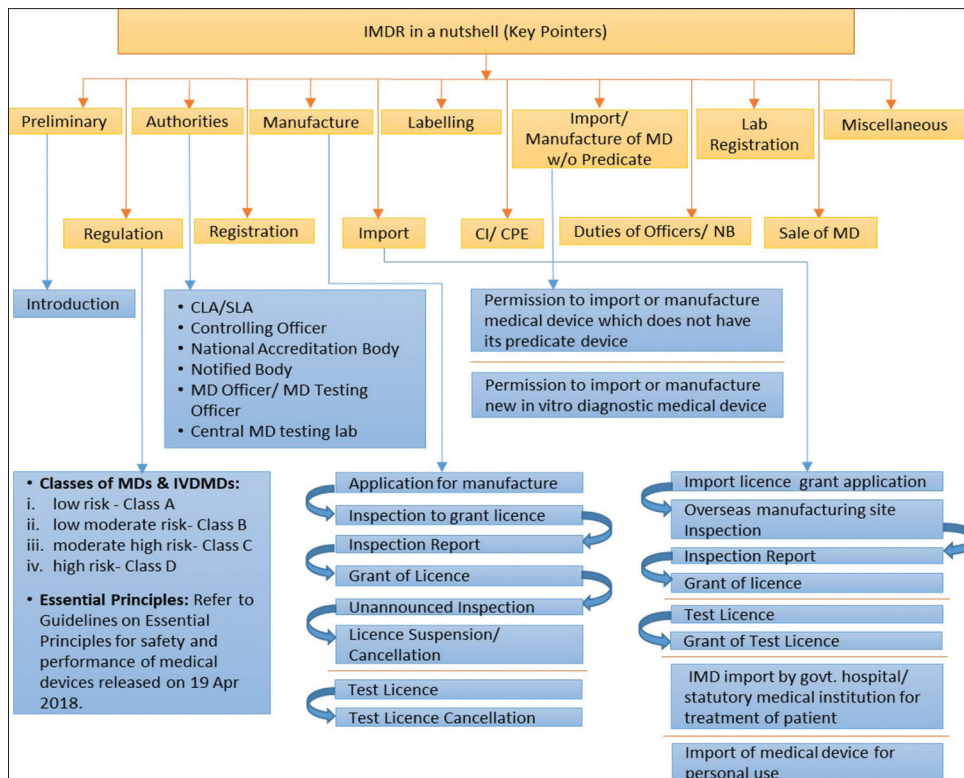 IMDR in a nutshell (Key Pointers)
Preliminary
Authorities
Manufacture
Labelling
Import/
Manufacture of MD
w/o Predicate
Lab
Registration
Miscellaneous
Regulation
Registration
Import
CI/ CPE
Duties of Officers/ NB
Sale of MD
Introduction
• CLA/SLA
• Controlling Officer
• National Accreditation Body
• Notified Body
• MD Officer/ MD Testing
Officer
• Central MD testing lab
Permission to import or manufacture
medical device which does not have
its predicate device
Permission to import or manufacture
new in vitro diagnostic medical device
• Classes of MDs & IVDMDs:
i. low risk - Class A
ii. low moderate risk- Class B
iii. moderate high risk- Class C
iv. high risk- Class D
• Essential Principles: Refer to
Guidelines on Essential
Principles for safety and
performance of medical
devices released on 19 Apr
2018.
Application for manufacture
Inspection to grant licence
Inspection Report
Grant of Licence
Unannounced Inspection
Licence Suspension/
Cancellation
Test Licence
Test Licence Cancellation
Import licence grant application
Overseas manufacturing site
Inspection
Inspection Report
Grant of licence
Test Licence
Grant of Test Licence
IMD import by govt. hospital/
statutory medical institution for
treatment of patient
Import of medical device for
personal use